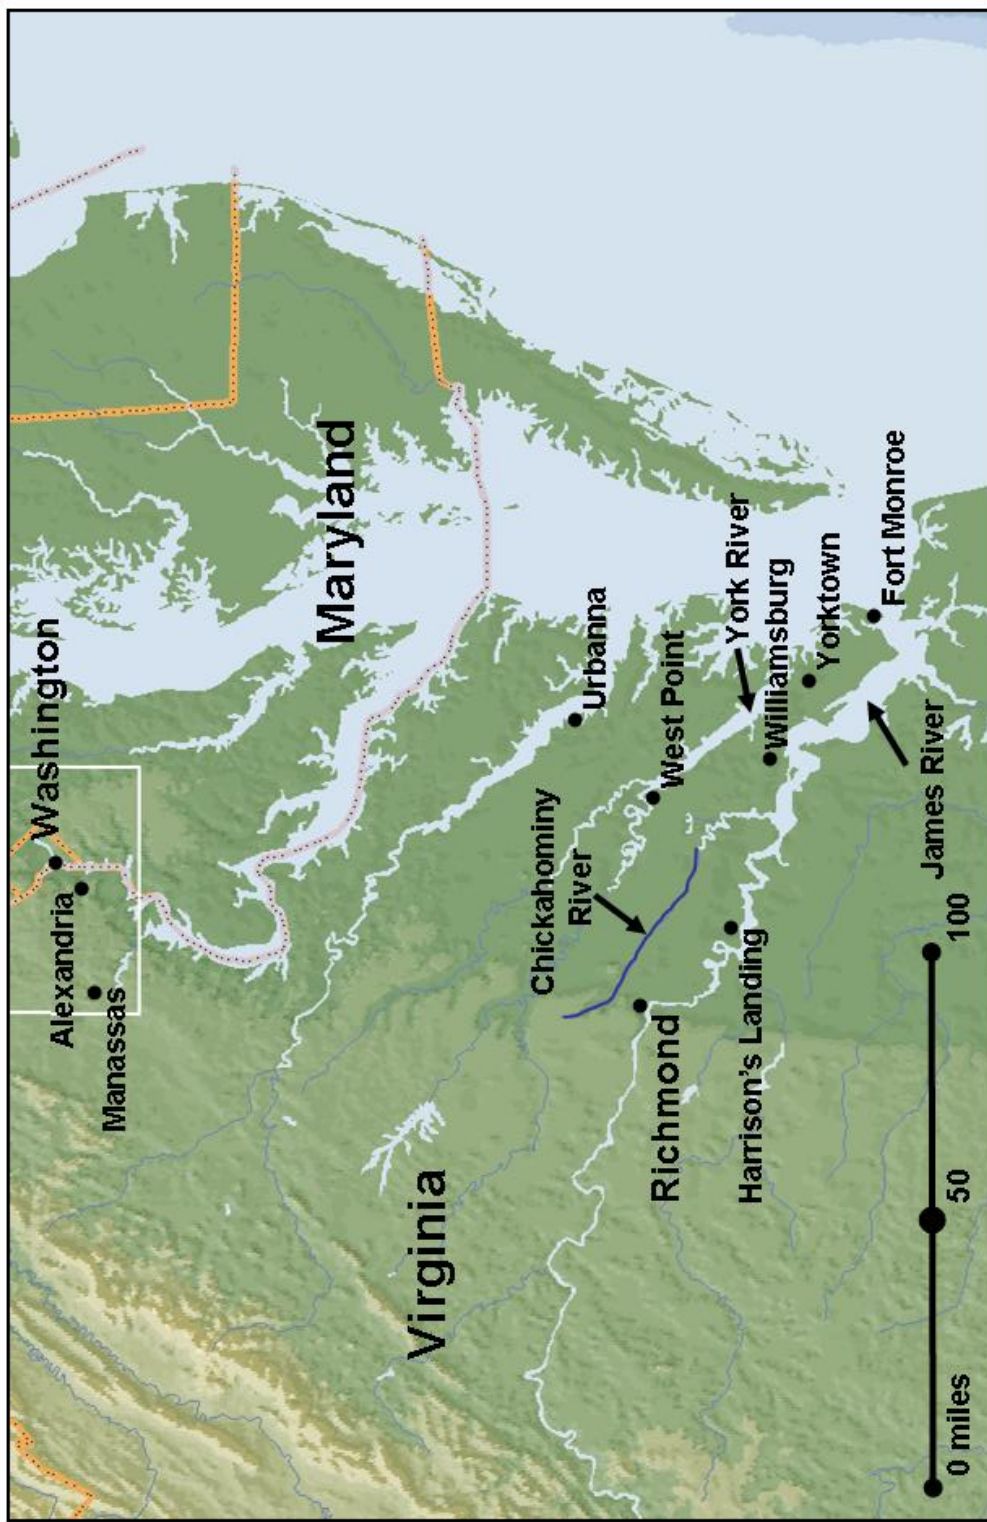 Washington
Alexandria
Manassas
Maryland
Virginia
Urbanna
Chickahominy
River
West Point
York River
Richmond
Williamsburg
Harrison's Landing
Yorktown
Fort Monroe
James River
0 miles
50
100